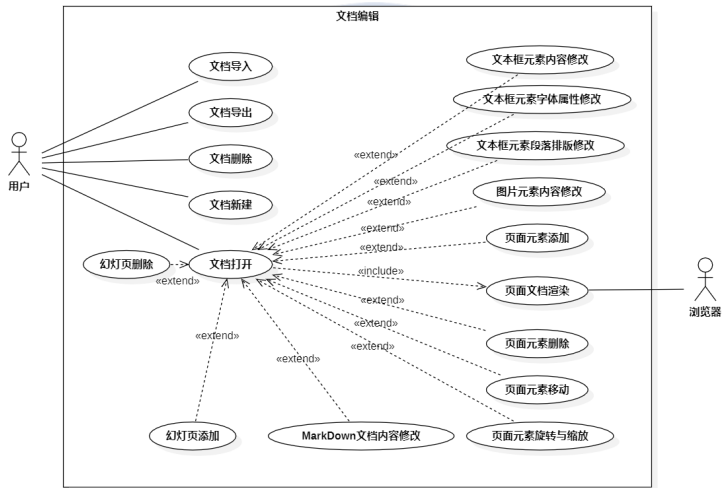 文档编辑
文档导入
文本框元素内容修改
文档导出
文本框元素字体属性修改
文档删除
文本框元素段落排版修改
«extend»
«extend»
用户
文档新建
图片元素内容修改
«extend»
«extend»
页面元素添加
«extend»
幻灯页删除
文档打开
«include»
«extend»
页面文档渲染
浏览器
«extend»
«extend»
页面元素删除
«extend»
«extend»
«extend»
页面元素移动
幻灯页添加
MarkDown文档内容修改
页面元素旋转与缩放